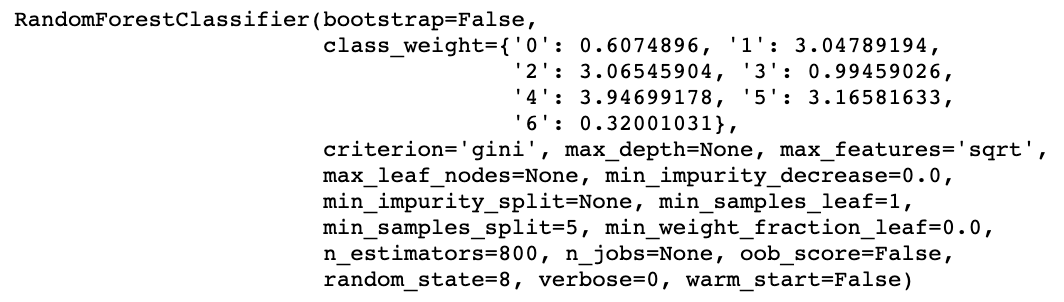 RandomForestClassifier(bootstrap=False,
class_weight={'0': 0.6074896, '1': 3.04789194,
'2': 3.06545904, '3': 0.99459026,
'4': 3.94699178, '5': 3.16581633,
'6': 0.32001031},
criterion='gini', max_depth=None, max_features='sqrt',
max_leaf_nodes=None, min_impurity_decrease=0.0,
min_impurity_split=None, min_samples_leaf=1,
min_samples_split=5, min_weight_fraction_leaf=0.0,
n_estimators=800, n_jobs=None, oob_score=False,
random_state=8, verbose=0, warm_start=False)